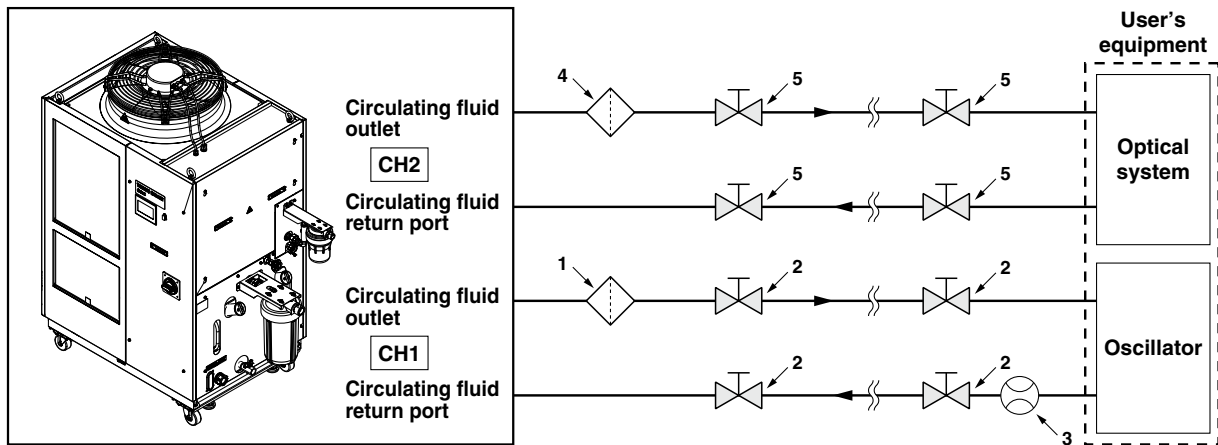 User's
equipment
4
5
5
Circulating fluid
outlet
CH2
Optical
system
5
5
Circulating fluid
return port
1
2
2
Circulating fluid
outlet
CH1
Oscillator
2
2
Circulating fluid
return port
3